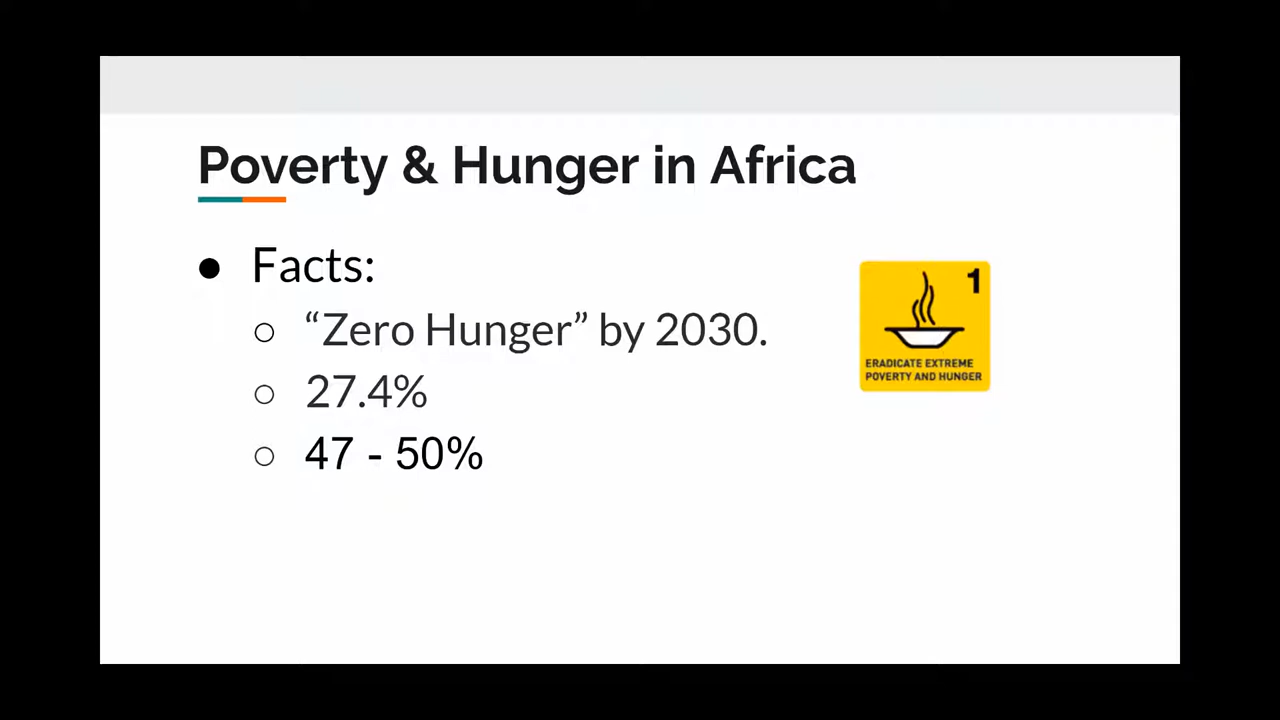 Poverty & Hunger in Africa
● Facts:
○ “Zero Hunger” by 2030.
○ 27.4%
○ 47 - 50%
1
ERADICATE EXTREME
POVERTY AND HUNGER